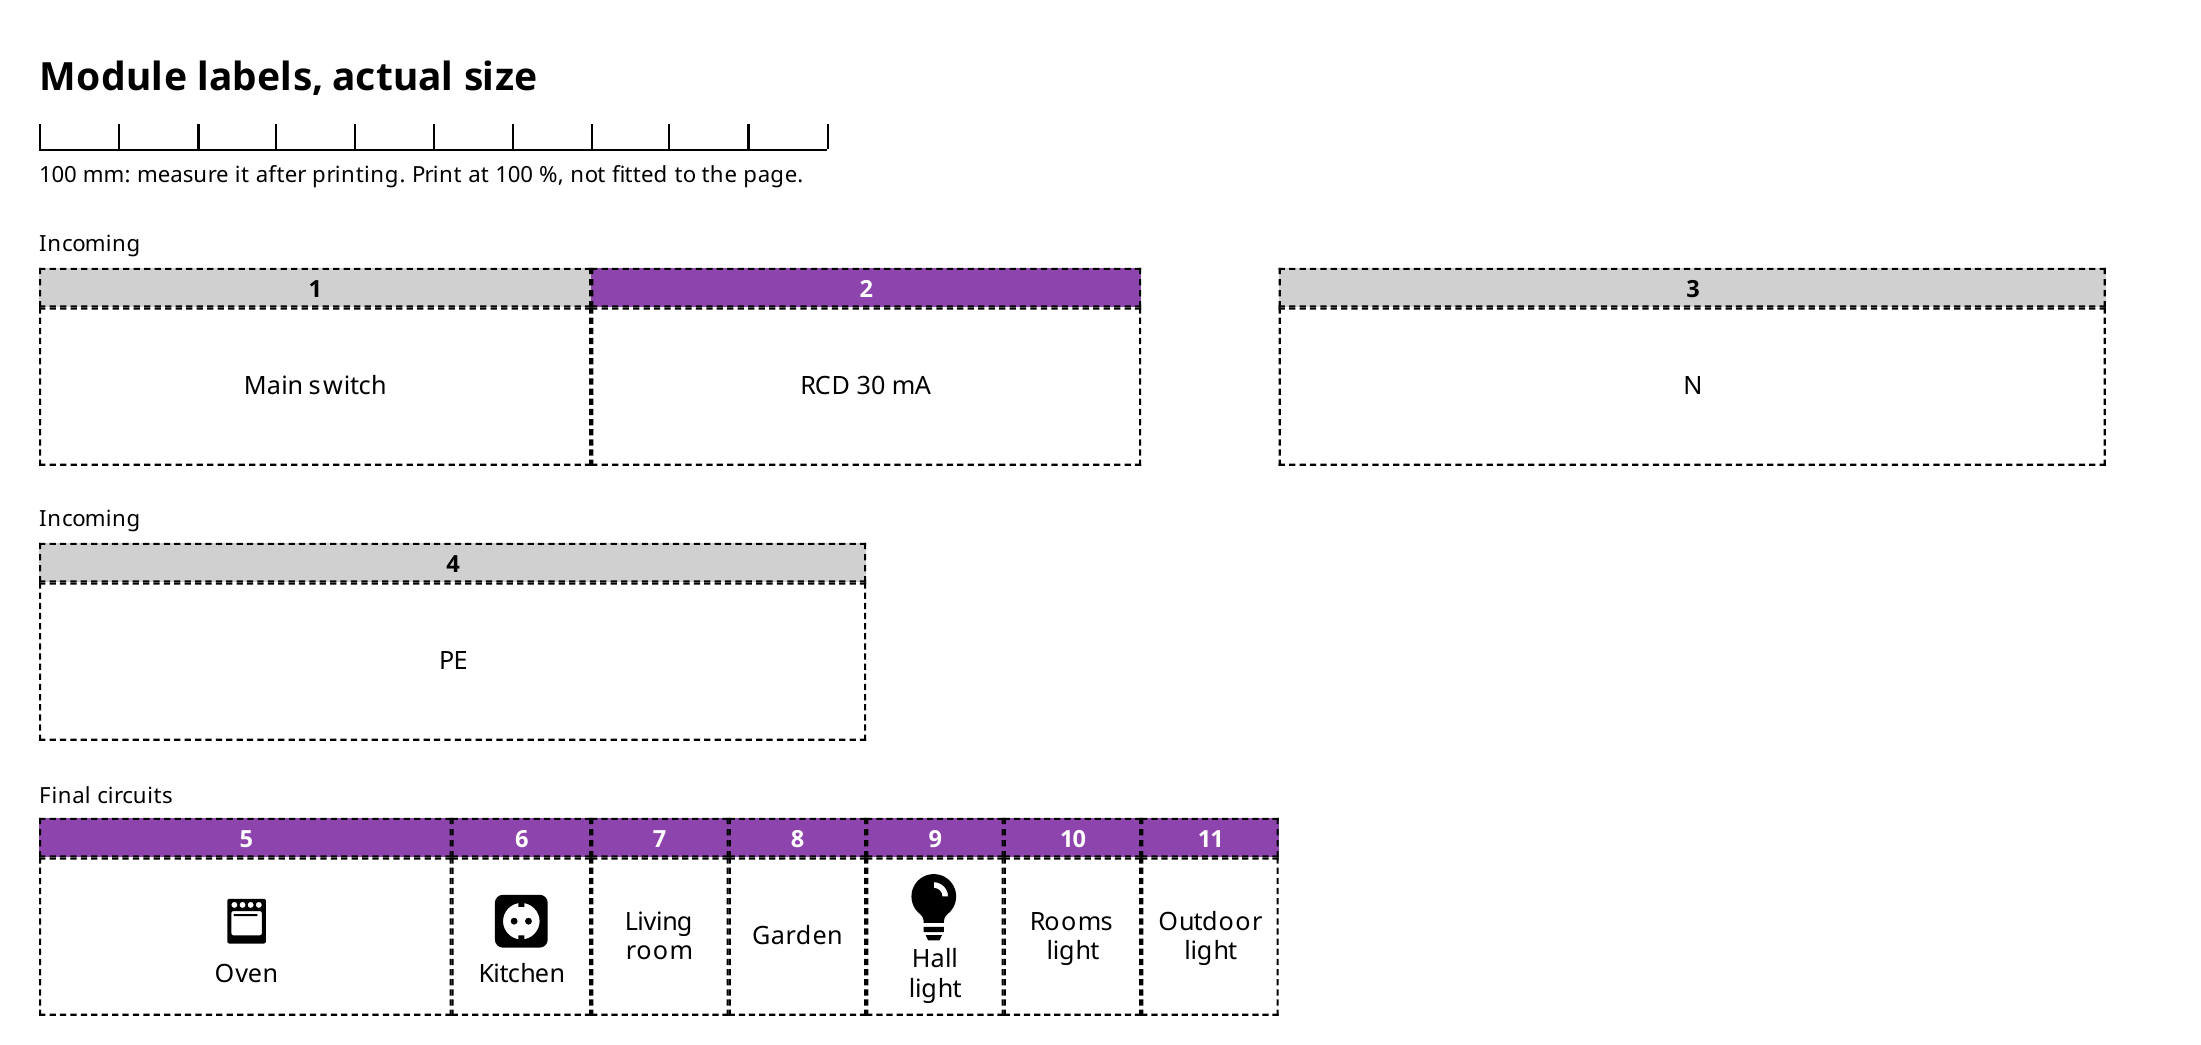 Module labels, actual size
100 mm: measure it after printing. Print at 100 %, not fitted to the page.
Incoming
1
2
3
Main switch
RCD 30 mA
N
Incoming
4
PE
Final circuits
5
6
7
8
9
10
11
Oven
Kitchen
Living
room
Garden
Hall
light
Rooms
light
Outdoor
light